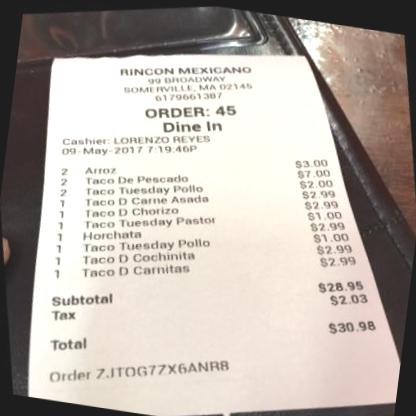 RINCON MEXICANO
99 BROADWAY
SOMERVILLE, MA 02145
6179661387
ORDER: 45
Dine In
Cashier: LORENZO REYES
09-May-2017 7:19:46P
2 Arroz $3.00
2 Taco De Pescado $7.00
2 Taco Tuesday Pollo $2.00
1 Taco D Carne Asada $2.99
1 Taco D Chorizo $2.99
1 Taco Tuesday Pastor $1.00
1 Horchata $2.99
1 Taco Tuesday Pollo $1.00
1 Taco D Cochinita $2.99
1 Taco D Carnitas $2.99
Subtotal $28.95
Tax $2.03
Total $30.98
Order ZJTOG7ZX6ANR8